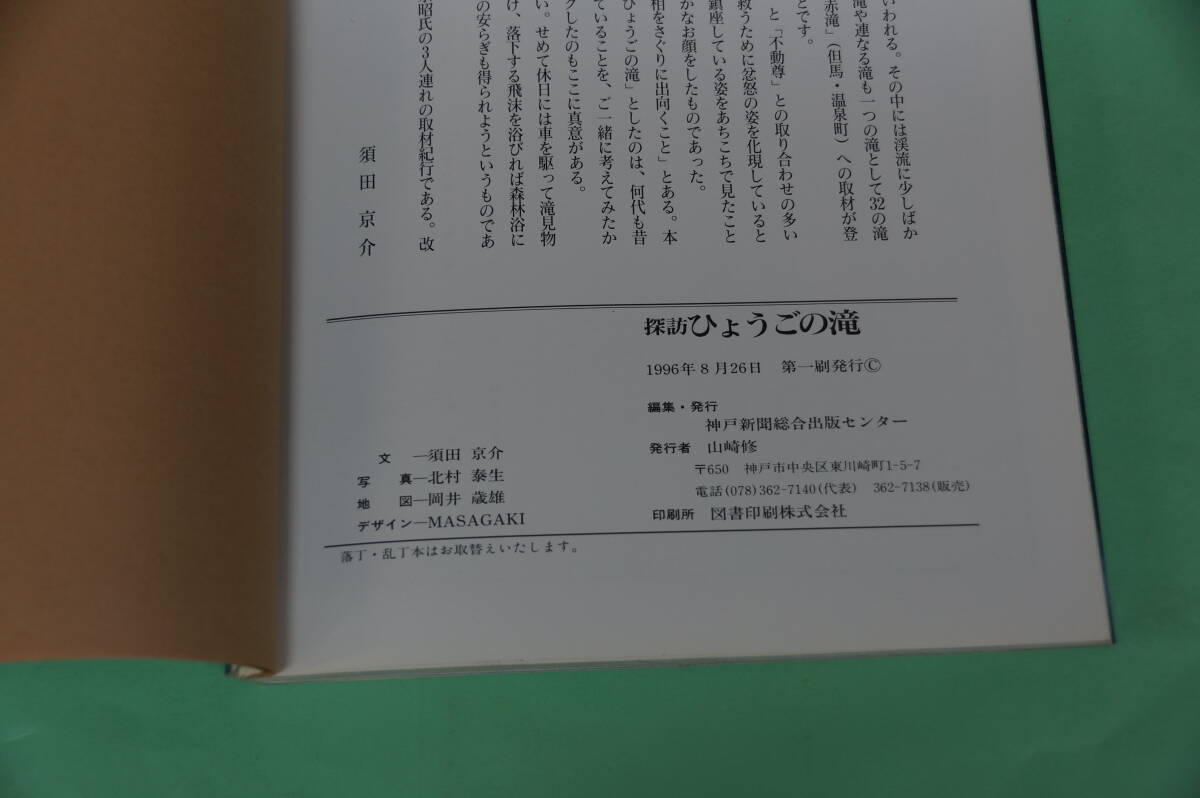 いわれる。その中には渓流に少しばか
滝や連なる滝も一つの滝として32の滝
赤滝」（但馬・温泉町）への取材が登
とです。
と「不動尊」との取り合わせの多い
救うために忿怒の姿を化現していると
鎮座している姿をあちこちで見たこと
かなお顔をしたものであった。
相をさぐりに出向くこと」とある。本
ひょうごの滝」としたのは、何代も昔
ていることを、ご一緒に考えてみたか
クしたのもここに真意がある。
い。せめて休日には車を駆って滝見物
け、落下する飛沫を浴びれば森林浴に
の安らぎも得られようというものであ
昭氏の3人連れの取材紀行である。改
須田京介
探訪ひょうごの滝
1996年8月26日 第一刷発行©
編集・発行
神戸新聞総合出版センター
発行者 山崎修
〒650 神戸市中央区東川崎町1-5-7
電話(078)362-7140(代表) 362-7138(販売)
印刷所 図書印刷株式会社
文―須田 京介
写真―北村 泰生
地図―岡井 歳雄
デザイン―MASAGAKI
落丁・乱丁本はお取替えいたします。